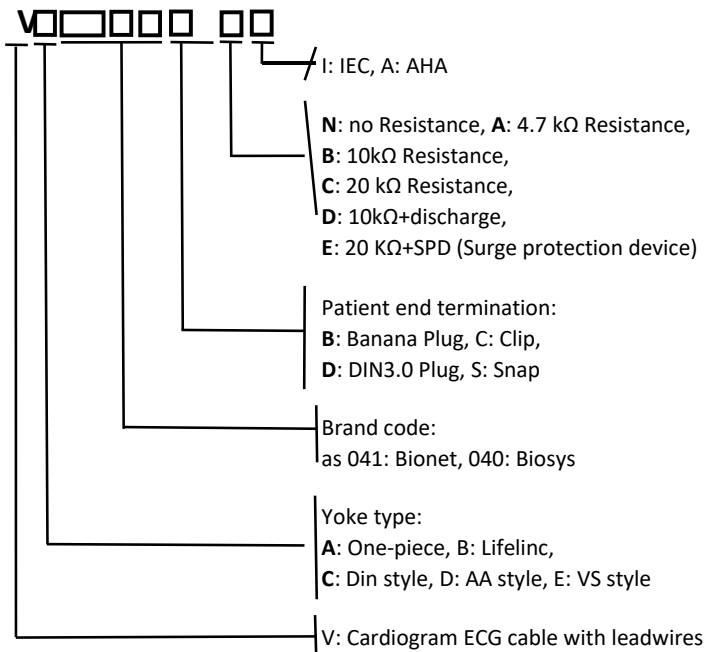 V
I: IEC, A: AHA
N: no Resistance, A: 4.7 kΩ Resistance,
B: 10kΩ Resistance,
C: 20 kΩ Resistance,
D: 10kΩ+discharge,
E: 20 KΩ+SPD (Surge protection device)
Patient end termination:
B: Banana Plug, C: Clip,
D: DIN3.0 Plug, S: Snap
Brand code:
as 041: Bionet, 040: Biosys
Yoke type:
A: One-piece, B: Lifelinc,
C: Din style, D: AA style, E: VS style
V: Cardiogram ECG cable with leadwires